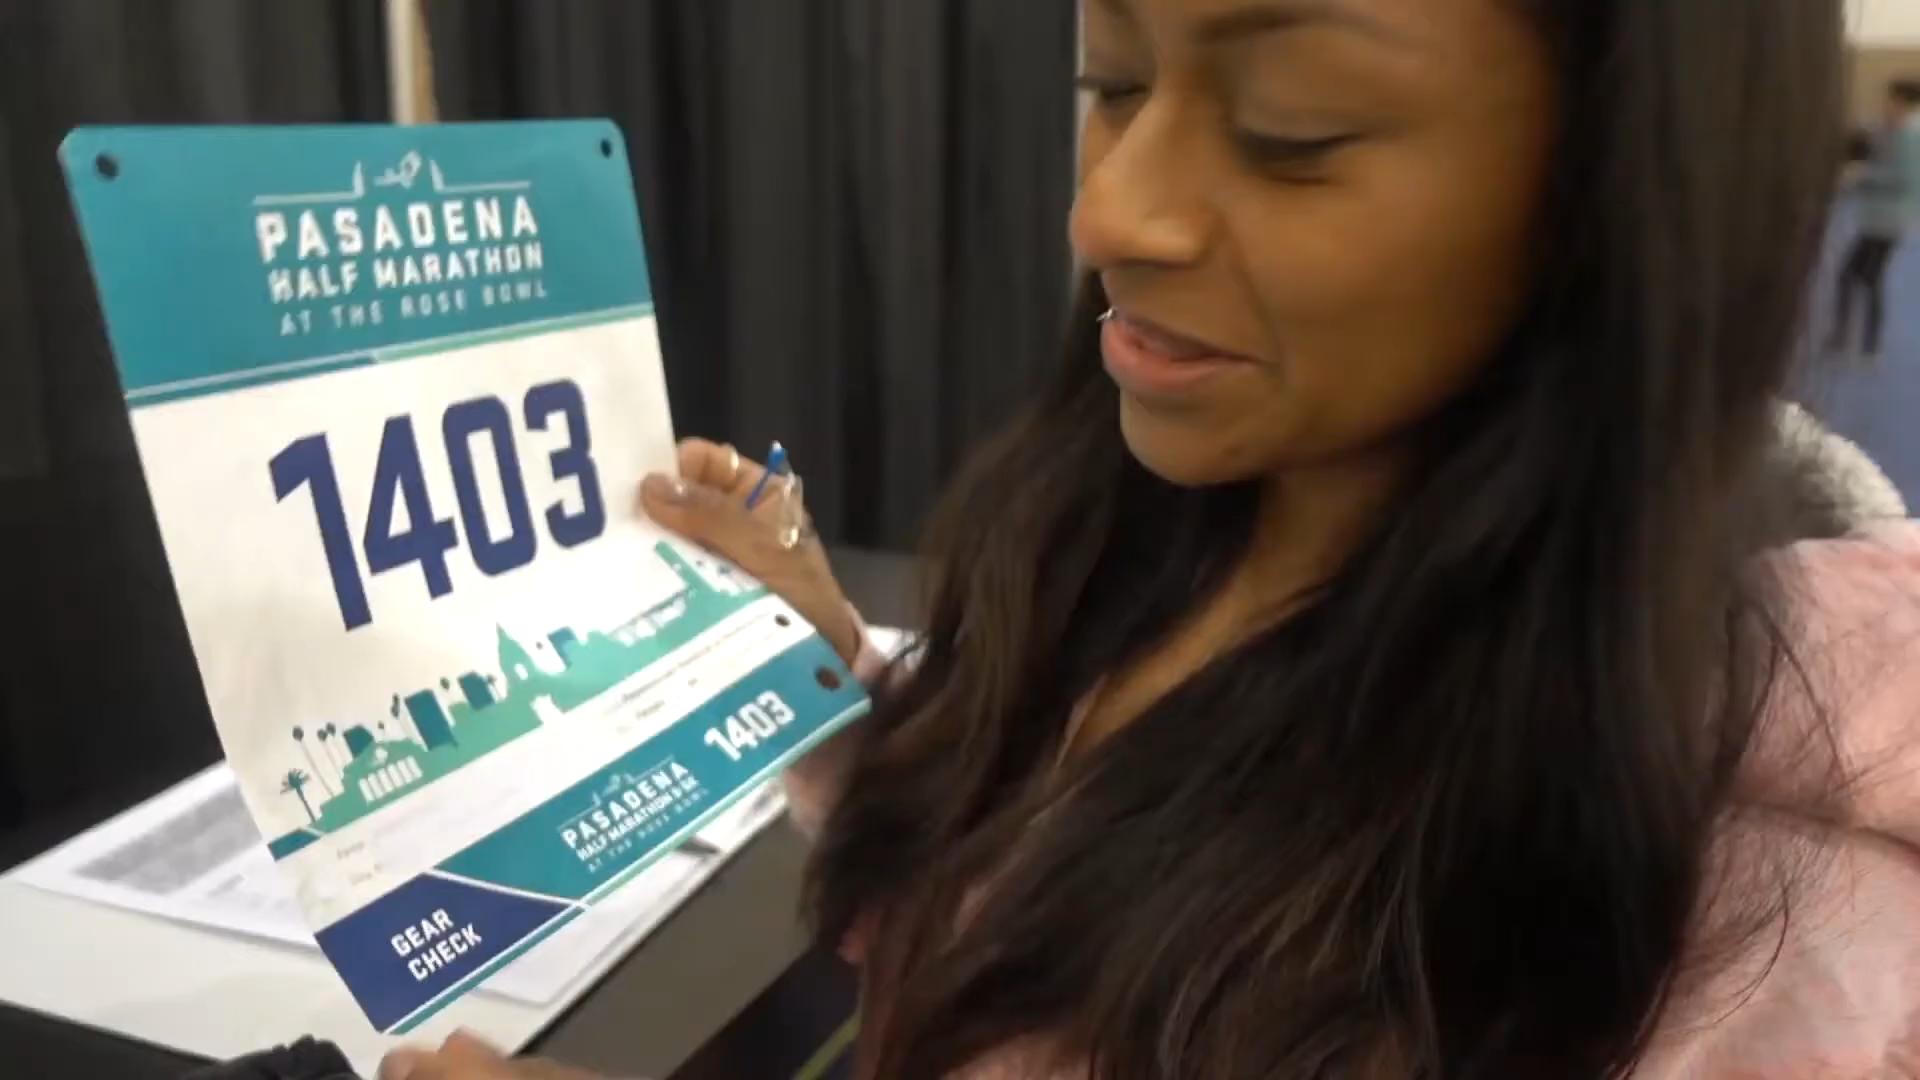 PASADENA
HALF MARATHON
AT THE ROSE BOWL
1403
1403
PASADENA
HALF MARATHON & 5K
AT THE ROSE BOWL
GEAR
CHECK